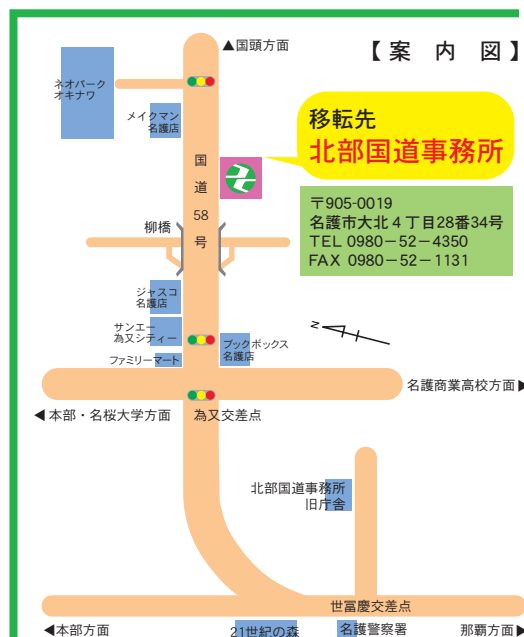 ▲国頭方面
【案内図】
ネオパーク
オキナワ
メイクマン
名護店
移転先
北部国道事務所
国道58号
〒905-0019
名護市大北4丁目28番34号
TEL 0980−52−4350
FAX 0980−52−1131
柳橋
ジャスコ
名護店
サンエー
為又シティー
ブックボックス
名護店
ファミリーマート
N
名護商業高校方面▶
◀本部・名桜大学方面
為又交差点
北部国道事務所
旧庁舎
世冨慶交差点
◀本部方面
21世紀の森
名護警察署
那覇方面▶